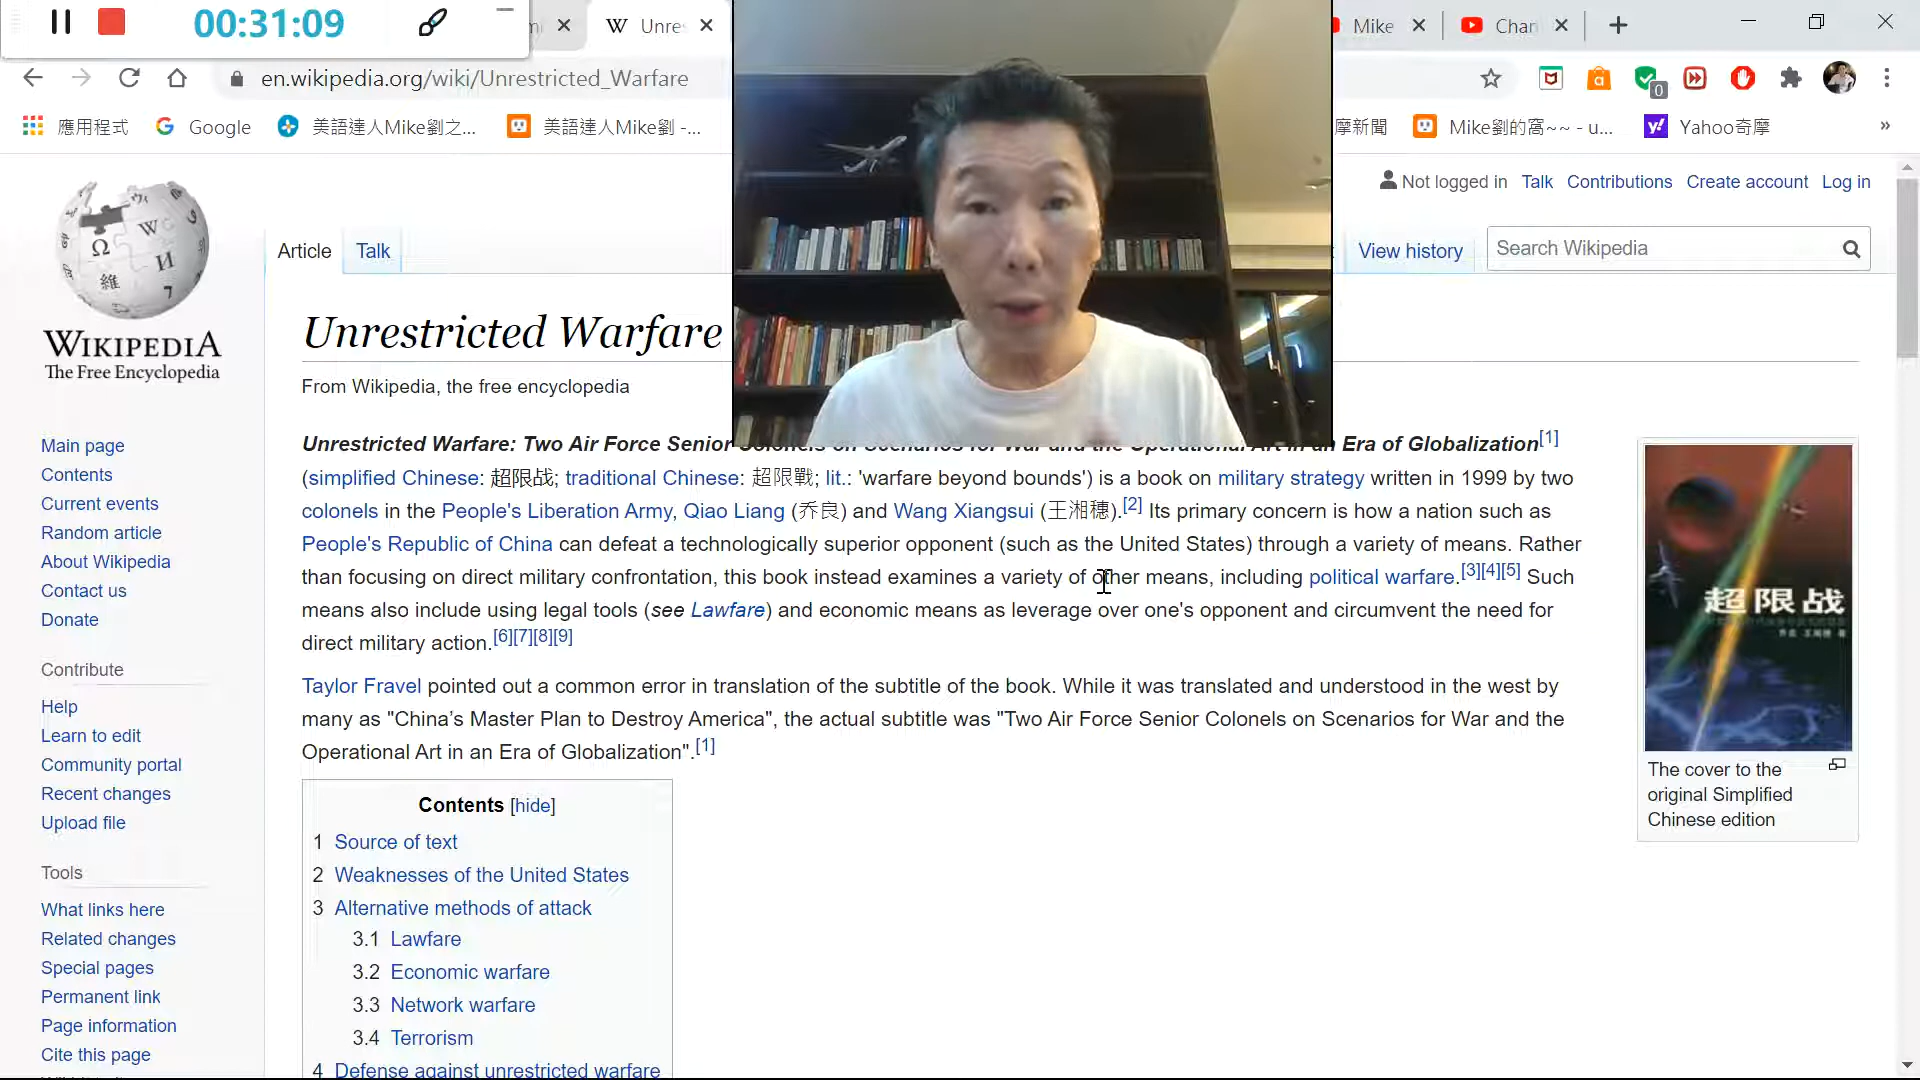 00:31:09
Unres
Mike
Chan
en.wikipedia.org/wiki/Unrestricted_Warfare
0
應用程式
Google
美語達人Mike劉之...
美語達人Mike劉 -...
摩新聞
Mike劉的窩~~ - u...
Yahoo奇摩
»
Not logged in Talk Contributions Create account Log in
Article Talk View history Search Wikipedia
WIKIPEDIA
The Free Encyclopedia
Main page
Contents
Current events
Random article
About Wikipedia
Contact us
Donate
Contribute
Help
Learn to edit
Community portal
Recent changes
Upload file
Tools
What links here
Related changes
Special pages
Permanent link
Page information
Cite this page
Unrestricted Warfare
From Wikipedia, the free encyclopedia
Unrestricted Warfare: Two Air Force Senior Colonels on Scenarios for War and the Operational Art in an Era of Globalization[1]
(simplified Chinese: 超限战; traditional Chinese: 超限戰; lit.: 'warfare beyond bounds') is a book on military strategy written in 1999 by two
colonels in the People's Liberation Army, Qiao Liang (乔良) and Wang Xiangsui (王湘穗).[2] Its primary concern is how a nation such as
People's Republic of China can defeat a technologically superior opponent (such as the United States) through a variety of means. Rather
than focusing on direct military confrontation, this book instead examines a variety of other means, including political warfare.[3][4][5] Such
means also include using legal tools (see Lawfare) and economic means as leverage over one's opponent and circumvent the need for
direct military action.[6][7][8][9]
Taylor Fravel pointed out a common error in translation of the subtitle of the book. While it was translated and understood in the west by
many as "China’s Master Plan to Destroy America", the actual subtitle was "Two Air Force Senior Colonels on Scenarios for War and the
Operational Art in an Era of Globalization".[1]
Contents [hide]
1 Source of text
2 Weaknesses of the United States
3 Alternative methods of attack
3.1 Lawfare
3.2 Economic warfare
3.3 Network warfare
3.4 Terrorism
4 Defense against unrestricted warfare
超限战
The cover to the
original Simplified
Chinese edition